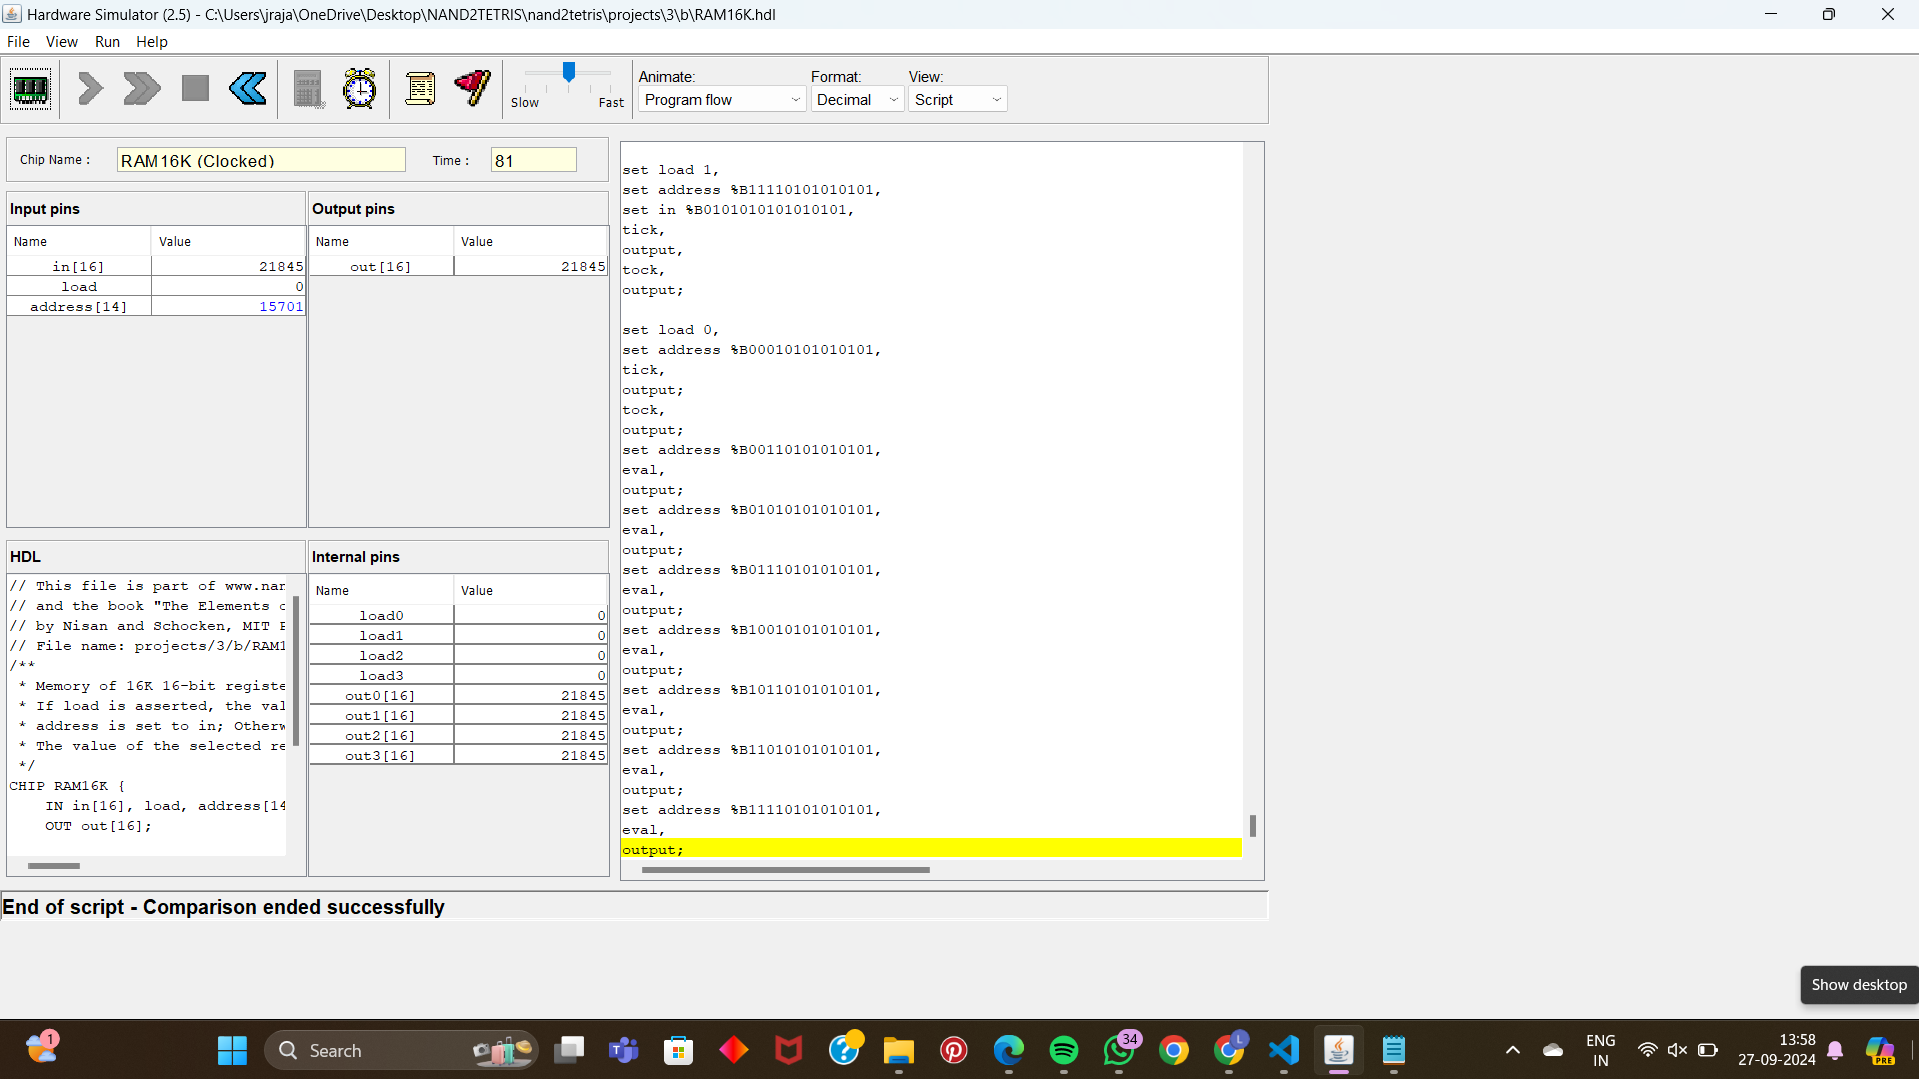 Hardware Simulator (2.5) - C:\Users\jraja\OneDrive\Desktop\NAND2TETRIS\nand2tetris\projects\3\b\RAM16K.hdl
File View Run Help
Slow Fast
Animate: Format: View:
Program flow Decimal Script
Chip Name : RAM16K (Clocked) Time : 81
Input pins
Name Value
in[16] 21845
load 0
address[14] 15701
Output pins
Name Value
out[16] 21845
HDL
// This file is part of www.nan
// and the book "The Elements o
// by Nisan and Schocken, MIT P
// File name: projects/3/b/RAM1
/**
* Memory of 16K 16-bit registe
* If load is asserted, the val
* address is set to in; Otherw
* The value of the selected re
*/
CHIP RAM16K {
IN in[16], load, address[14
OUT out[16];
Internal pins
Name Value
load0 0
load1 0
load2 0
load3 0
out0[16] 21845
out1[16] 21845
out2[16] 21845
out3[16] 21845
set load 1,
set address %B11110101010101,
set in %B0101010101010101,
tick,
output,
tock,
output;
set load 0,
set address %B00010101010101,
tick,
output;
tock,
output;
set address %B00110101010101,
eval,
output;
set address %B01010101010101,
eval,
output;
set address %B01110101010101,
eval,
output;
set address %B10010101010101,
eval,
output;
set address %B10110101010101,
eval,
output;
set address %B11010101010101,
eval,
output;
set address %B11110101010101,
eval,
output;
End of script - Comparison ended successfully
Show desktop
1
Search
34
L
ENG
IN
13:58
27-09-2024
PRE